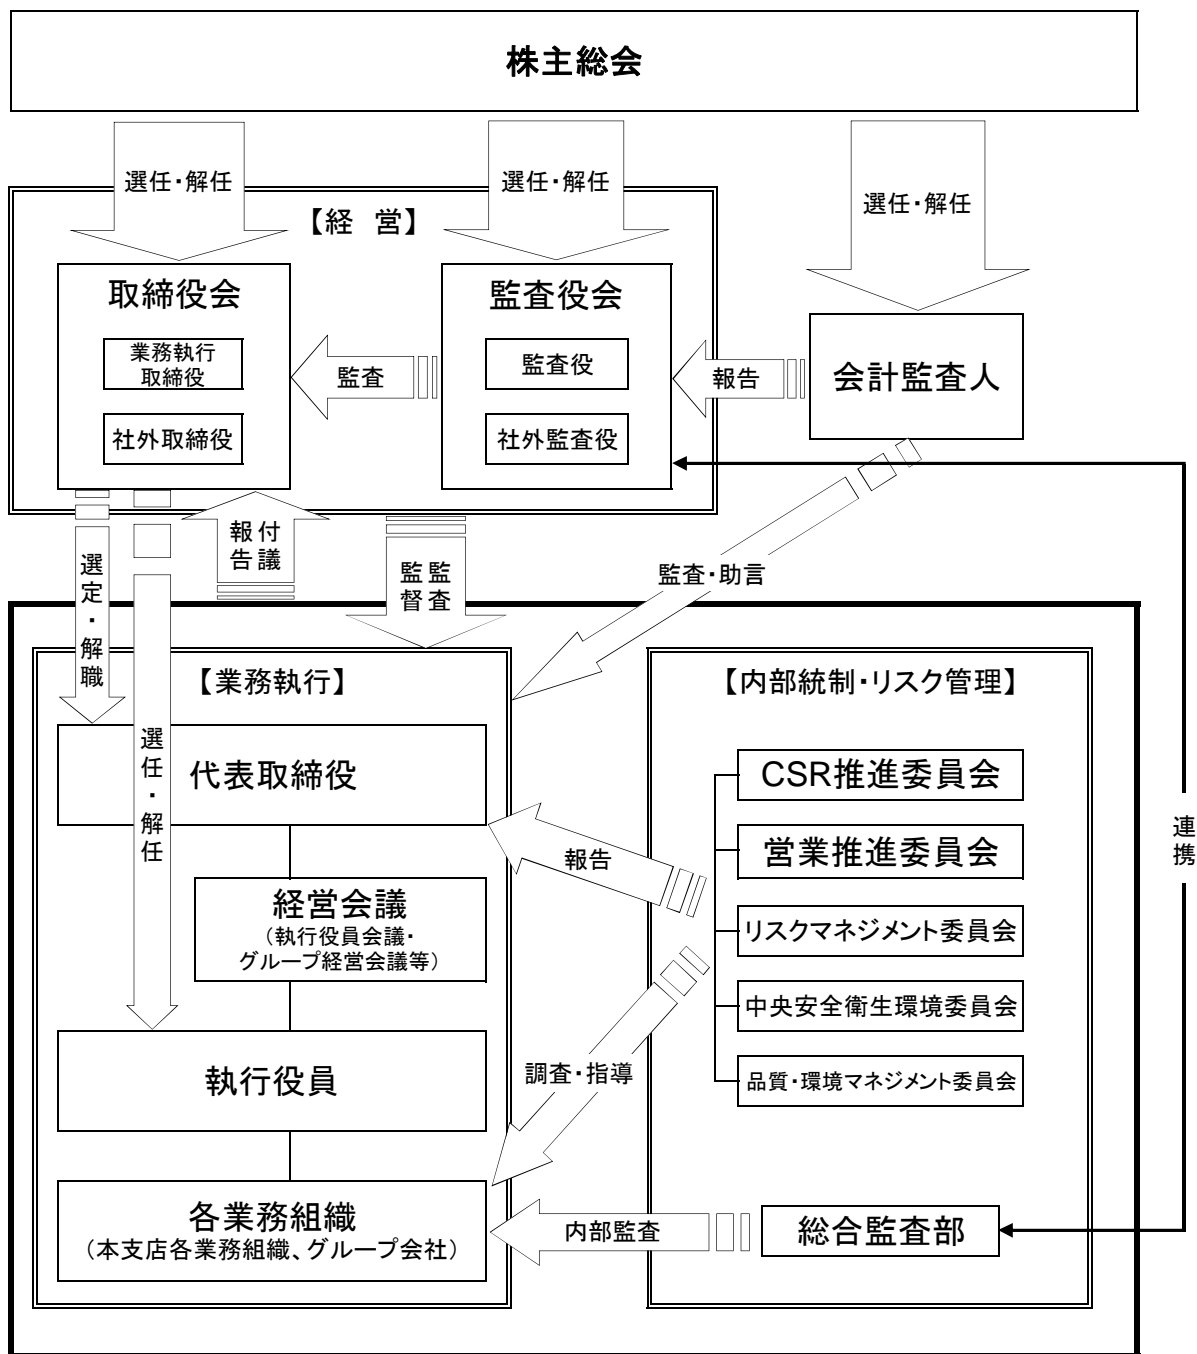 株主総会
選任・解任
選任・解任
選任・解任
【経　営】
取締役会
業務執行
取締役
社外取締役
監査
監査役会
監査役
社外監査役
報告
会計監査人
選定・解職
選任・解任
付議
報告
監査
監督
監査・助言
連携
【業務執行】
代表取締役
経営会議
（執行役員会議・
グループ経営会議等）
執行役員
各業務組織
（本支店各業務組織、グループ会社）
報告
調査・指導
内部監査
【内部統制・リスク管理】
CSR推進委員会
営業推進委員会
リスクマネジメント委員会
中央安全衛生環境委員会
品質・環境マネジメント委員会
総合監査部